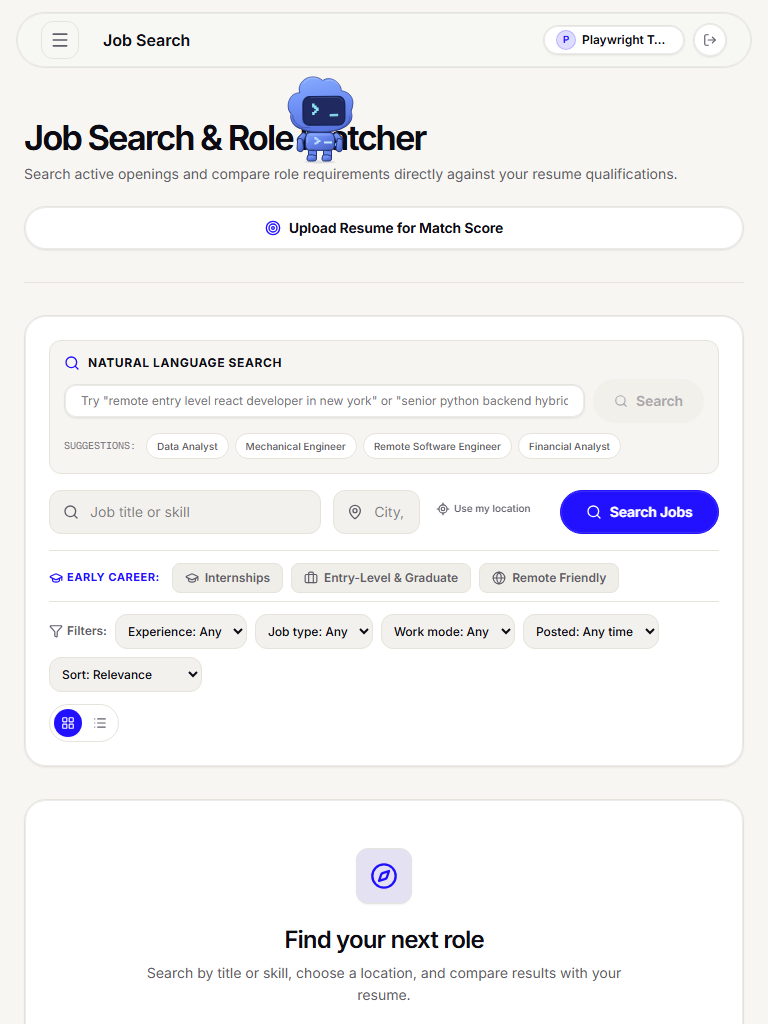 Job Search
P
Playwright T...
Job Search & Role atcher
Search active openings and compare role requirements directly against your resume qualifications.
Upload Resume for Match Score
NATURAL LANGUAGE SEARCH
Try "remote entry level react developer in new york" or "senior python backend hybric
Search
SUGGESTIONS:
Data Analyst
Mechanical Engineer
Remote Software Engineer
Financial Analyst
Job title or skill
City,
Use my location
Search Jobs
EARLY CAREER:
Internships
Entry-Level & Graduate
Remote Friendly
Filters:
Experience: Any
Job type: Any
Work mode: Any
Posted: Any time
Sort: Relevance
Find your next role
Search by title or skill, choose a location, and compare results with your
resume.